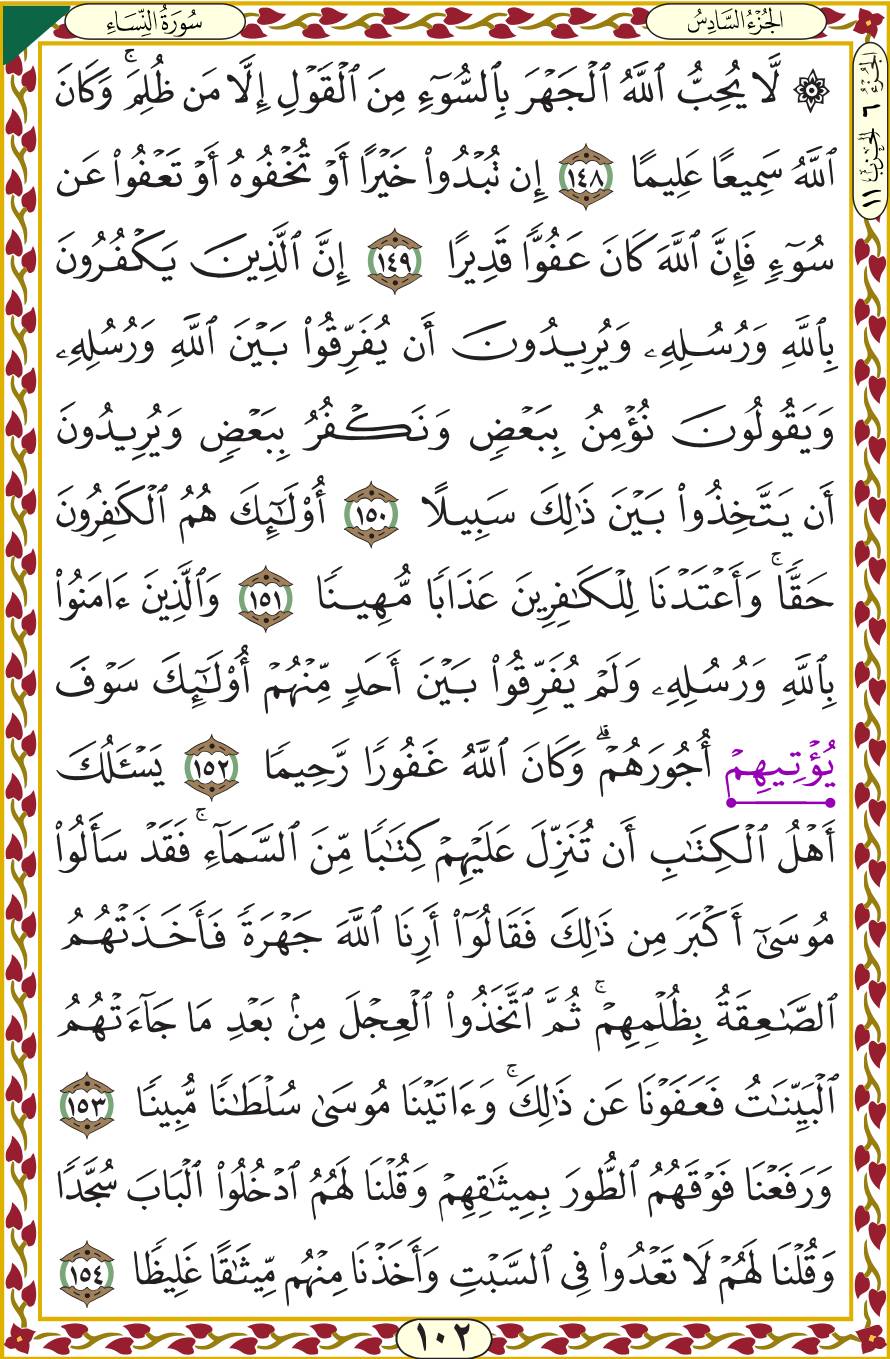 الجُزْءُ السَّادِسُ
سُورَةُ النِّسَاءِ
الجُزْءُ ٦ الحِزْبُ ١١
۞ لَّا يُحِبُّ ٱللَّهُ ٱلْجَهْرَ بِٱلسُّوٓءِ مِنَ ٱلْقَوْلِ إِلَّا مَن ظُلِمَ ۚ وَكَانَ
ٱللَّهُ سَمِيعًا عَلِيمًا ١٤٨ إِن تُبْدُوا۟ خَيْرًا أَوْ تُخْفُوهُ أَوْ تَعْفُوا۟ عَن
سُوٓءٍ فَإِنَّ ٱللَّهَ كَانَ عَفُوًّا قَدِيرًا ١٤٩ إِنَّ ٱلَّذِينَ يَكْفُرُونَ
بِٱللَّهِ وَرُسُلِهِۦ وَيُرِيدُونَ أَن يُفَرِّقُوا۟ بَيْنَ ٱللَّهِ وَرُسُلِهِۦ
وَيَقُولُونَ نُؤْمِنُ بِبَعْضٍ وَنَكْفُرُ بِبَعْضٍ وَيُرِيدُونَ
أَن يَتَّخِذُوا۟ بَيْنَ ذَٰلِكَ سَبِيلًا ١٥٠ أُو۟لَـٰٓئِكَ هُمُ ٱلْكَـٰفِرُونَ
حَقًّا ۚ وَأَعْتَدْنَا لِلْكَـٰفِرِينَ عَذَابًا مُّهِينًا ١٥١ وَٱلَّذِينَ ءَامَنُوا۟
بِٱللَّهِ وَرُسُلِهِۦ وَلَمْ يُفَرِّقُوا۟ بَيْنَ أَحَدٍ مِّنْهُمْ أُو۟لَـٰٓئِكَ سَوْفَ
يُؤْتِيهِمْ أُجُورَهُمْ ۗ وَكَانَ ٱللَّهُ غَفُورًا رَّحِيمًا ١٥٢ يَسْـَٔلُكَ
أَهْلُ ٱلْكِتَـٰبِ أَن تُنَزِّلَ عَلَيْهِمْ كِتَـٰبًا مِّنَ ٱلسَّمَآءِ ۚ فَقَدْ سَأَلُوا۟
مُوسَىٰٓ أَكْبَرَ مِن ذَٰلِكَ فَقَالُوٓا۟ أَرِنَا ٱللَّهَ جَهْرَةً فَأَخَذَتْهُمُ
ٱلصَّـٰعِقَةُ بِظُلْمِهِمْ ۚ ثُمَّ ٱتَّخَذُوا۟ ٱلْعِجْلَ مِنۢ بَعْدِ مَا جَآءَتْهُمُ
ٱلْبَيِّنَـٰتُ فَعَفَوْنَا عَن ذَٰلِكَ ۚ وَءَاتَيْنَا مُوسَىٰ سُلْطَـٰنًا مُّبِينًا ١٥٣
وَرَفَعْنَا فَوْقَهُمُ ٱلطُّورَ بِمِيثَـٰقِهِمْ وَقُلْنَا لَهُمُ ٱدْخُلُوا۟ ٱلْبَابَ سُجَّدًا
وَقُلْنَا لَهُمْ لَا تَعْدُوا۟ فِى ٱلسَّبْتِ وَأَخَذْنَا مِنْهُم مِّيثَـٰقًا غَلِيظًا ١٥٤
١٠٢